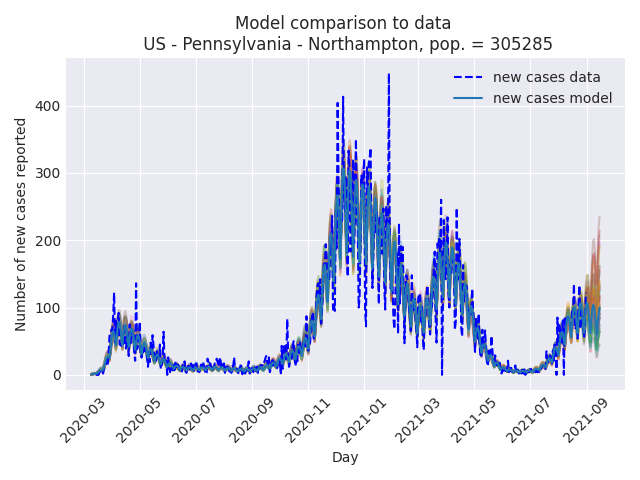 Model comparison to data
US - Pennsylvania - Northampton, pop. = 305285
new cases data
new cases model
Number of new cases reported
400
300
200
100
0
2020-03
2020-05
2020-07
2020-09
2020-11
2021-01
2021-03
2021-05
2021-07
2021-09
Day